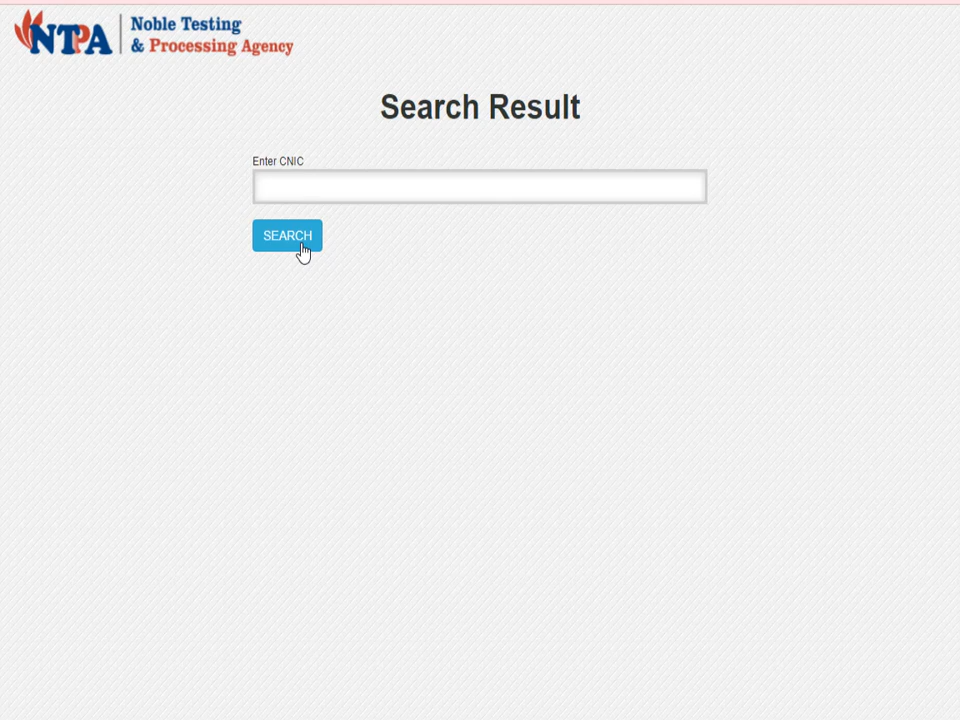 NTPA
Noble Testing
& Processing Agency
Search Result
Enter CNIC
SEARCH